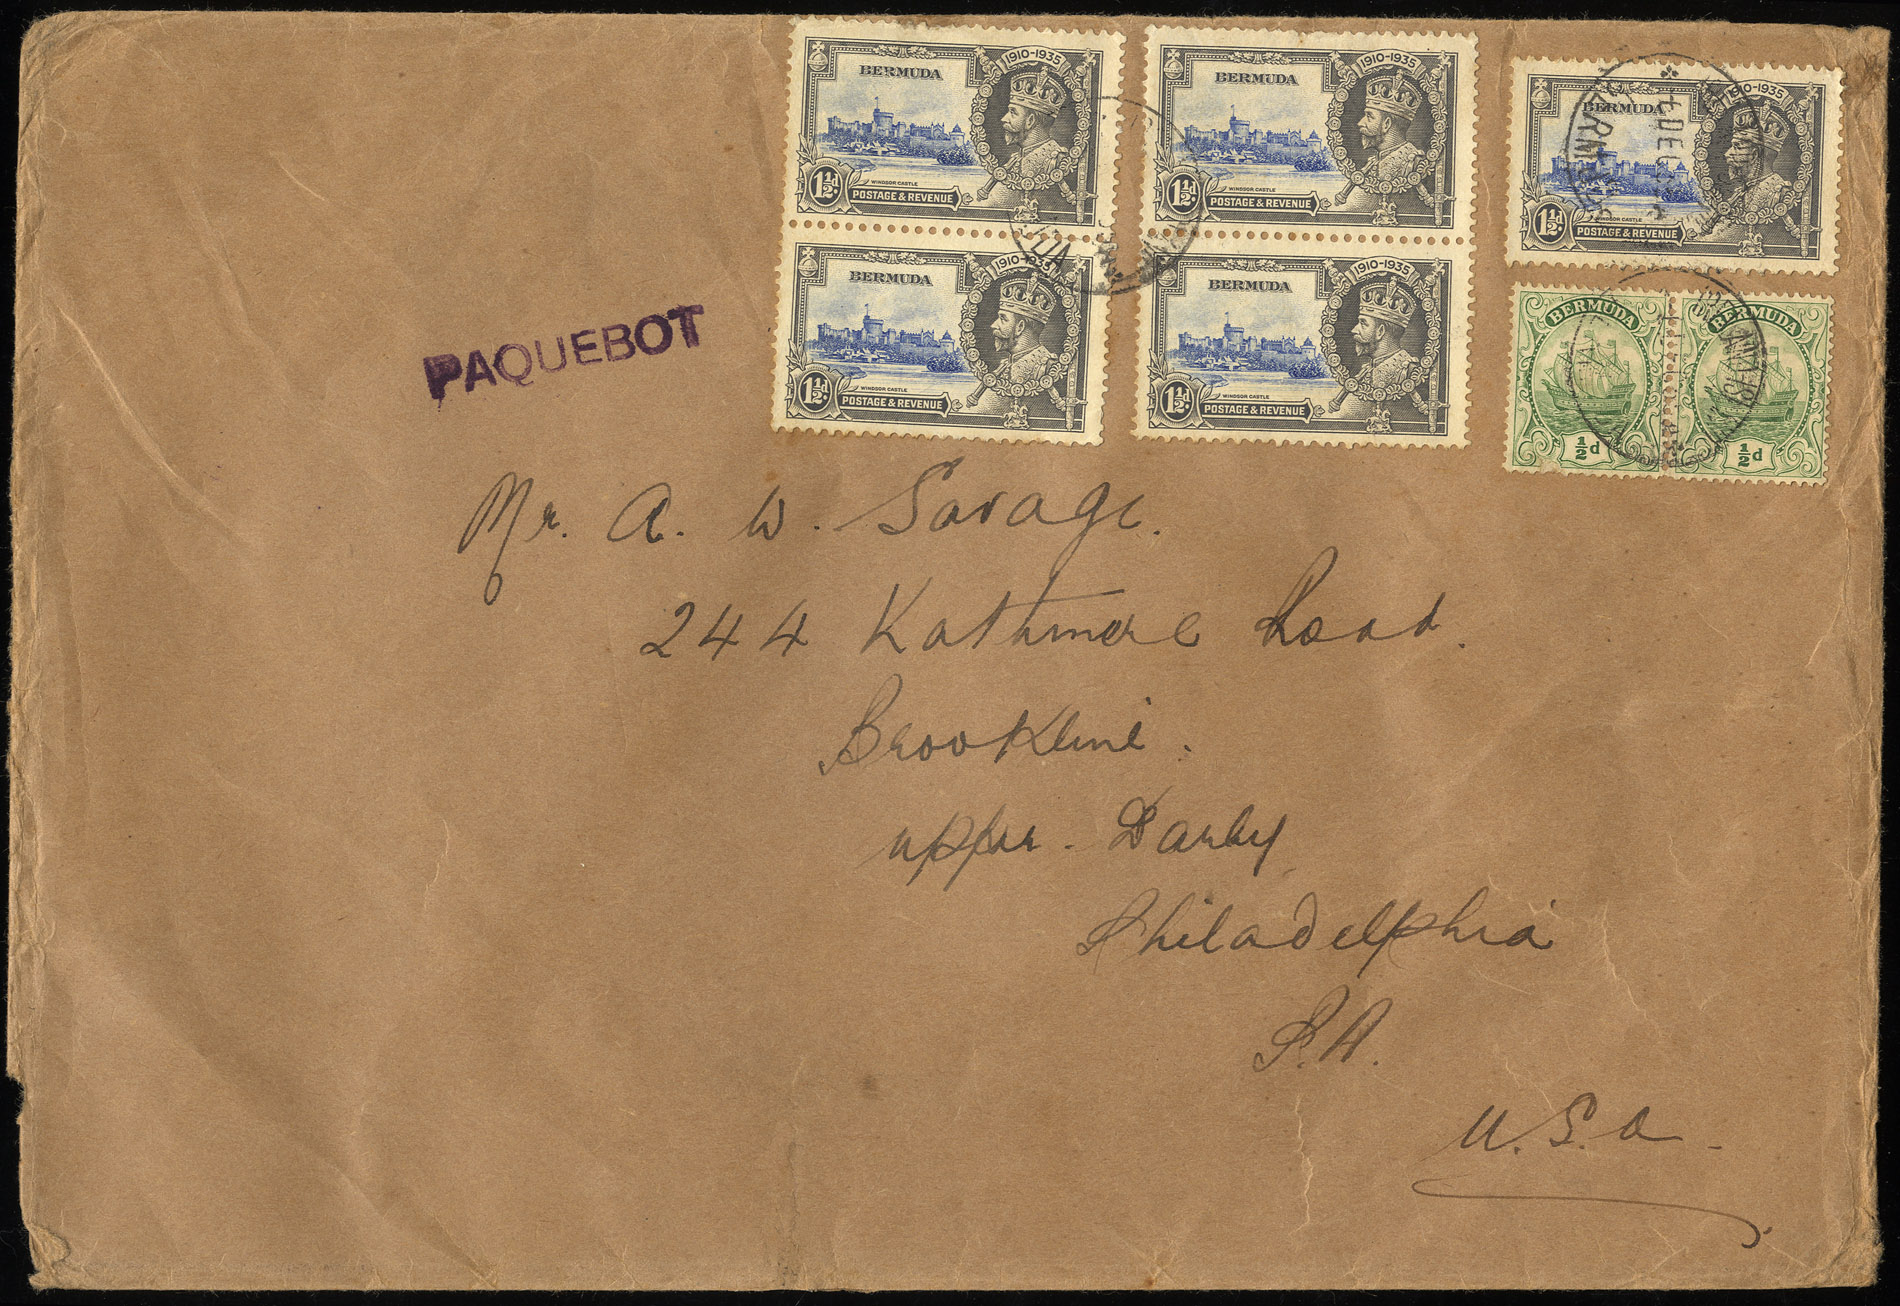 BERMUDA 1910-1935
WINDSOR CASTLE
1½d. POSTAGE & REVENUE
BERMUDA 1910-1935
WINDSOR CASTLE
1½d. POSTAGE & REVENUE
BERMUDA 1910-1935
1½d. POSTAGE & REVENUE
DEC
BERMUDA 1910-1935
WINDSOR CASTLE
1½d. POSTAGE & REVENUE
BERMUDA 1910-1935
WINDSOR CASTLE
1½d. POSTAGE & REVENUE
BERMUDA BERMUDA
½d ½d
PAQUEBOT
Mr. A. W. Savage.
244 Kathmere Road.
Brookline.
upper. Darby
Philadelphia
P.A.
U.S.A